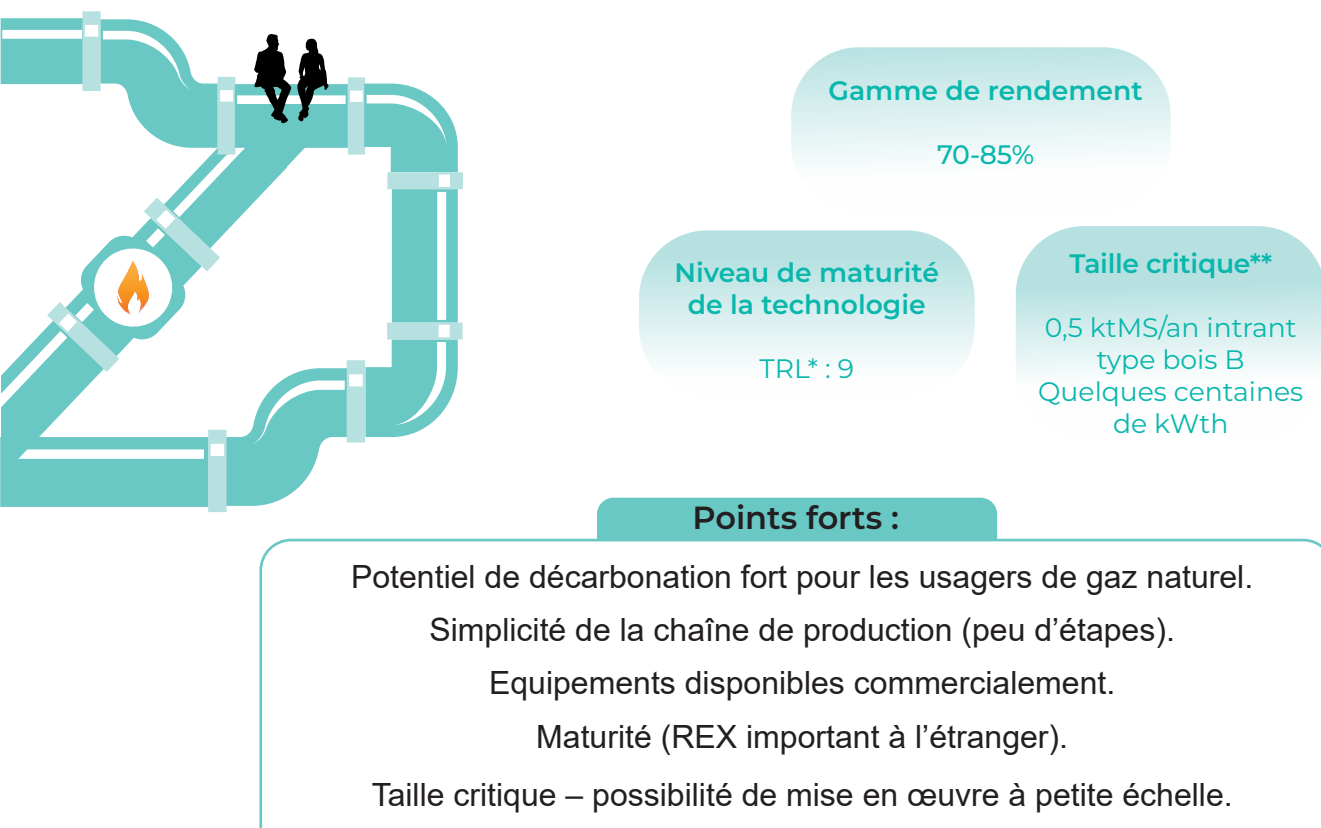 Gamme de rendement
70-85%
Niveau de maturité
de la technologie
TRL* : 9
Taille critique**
0,5 ktMS/an intrant
type bois B
Quelques centaines
de kWth
Points forts :
Potentiel de décarbonation fort pour les usagers de gaz naturel.
Simplicité de la chaîne de production (peu d’étapes).
Equipements disponibles commercialement.
Maturité (REX important à l’étranger).
Taille critique – possibilité de mise en œuvre à petite échelle.